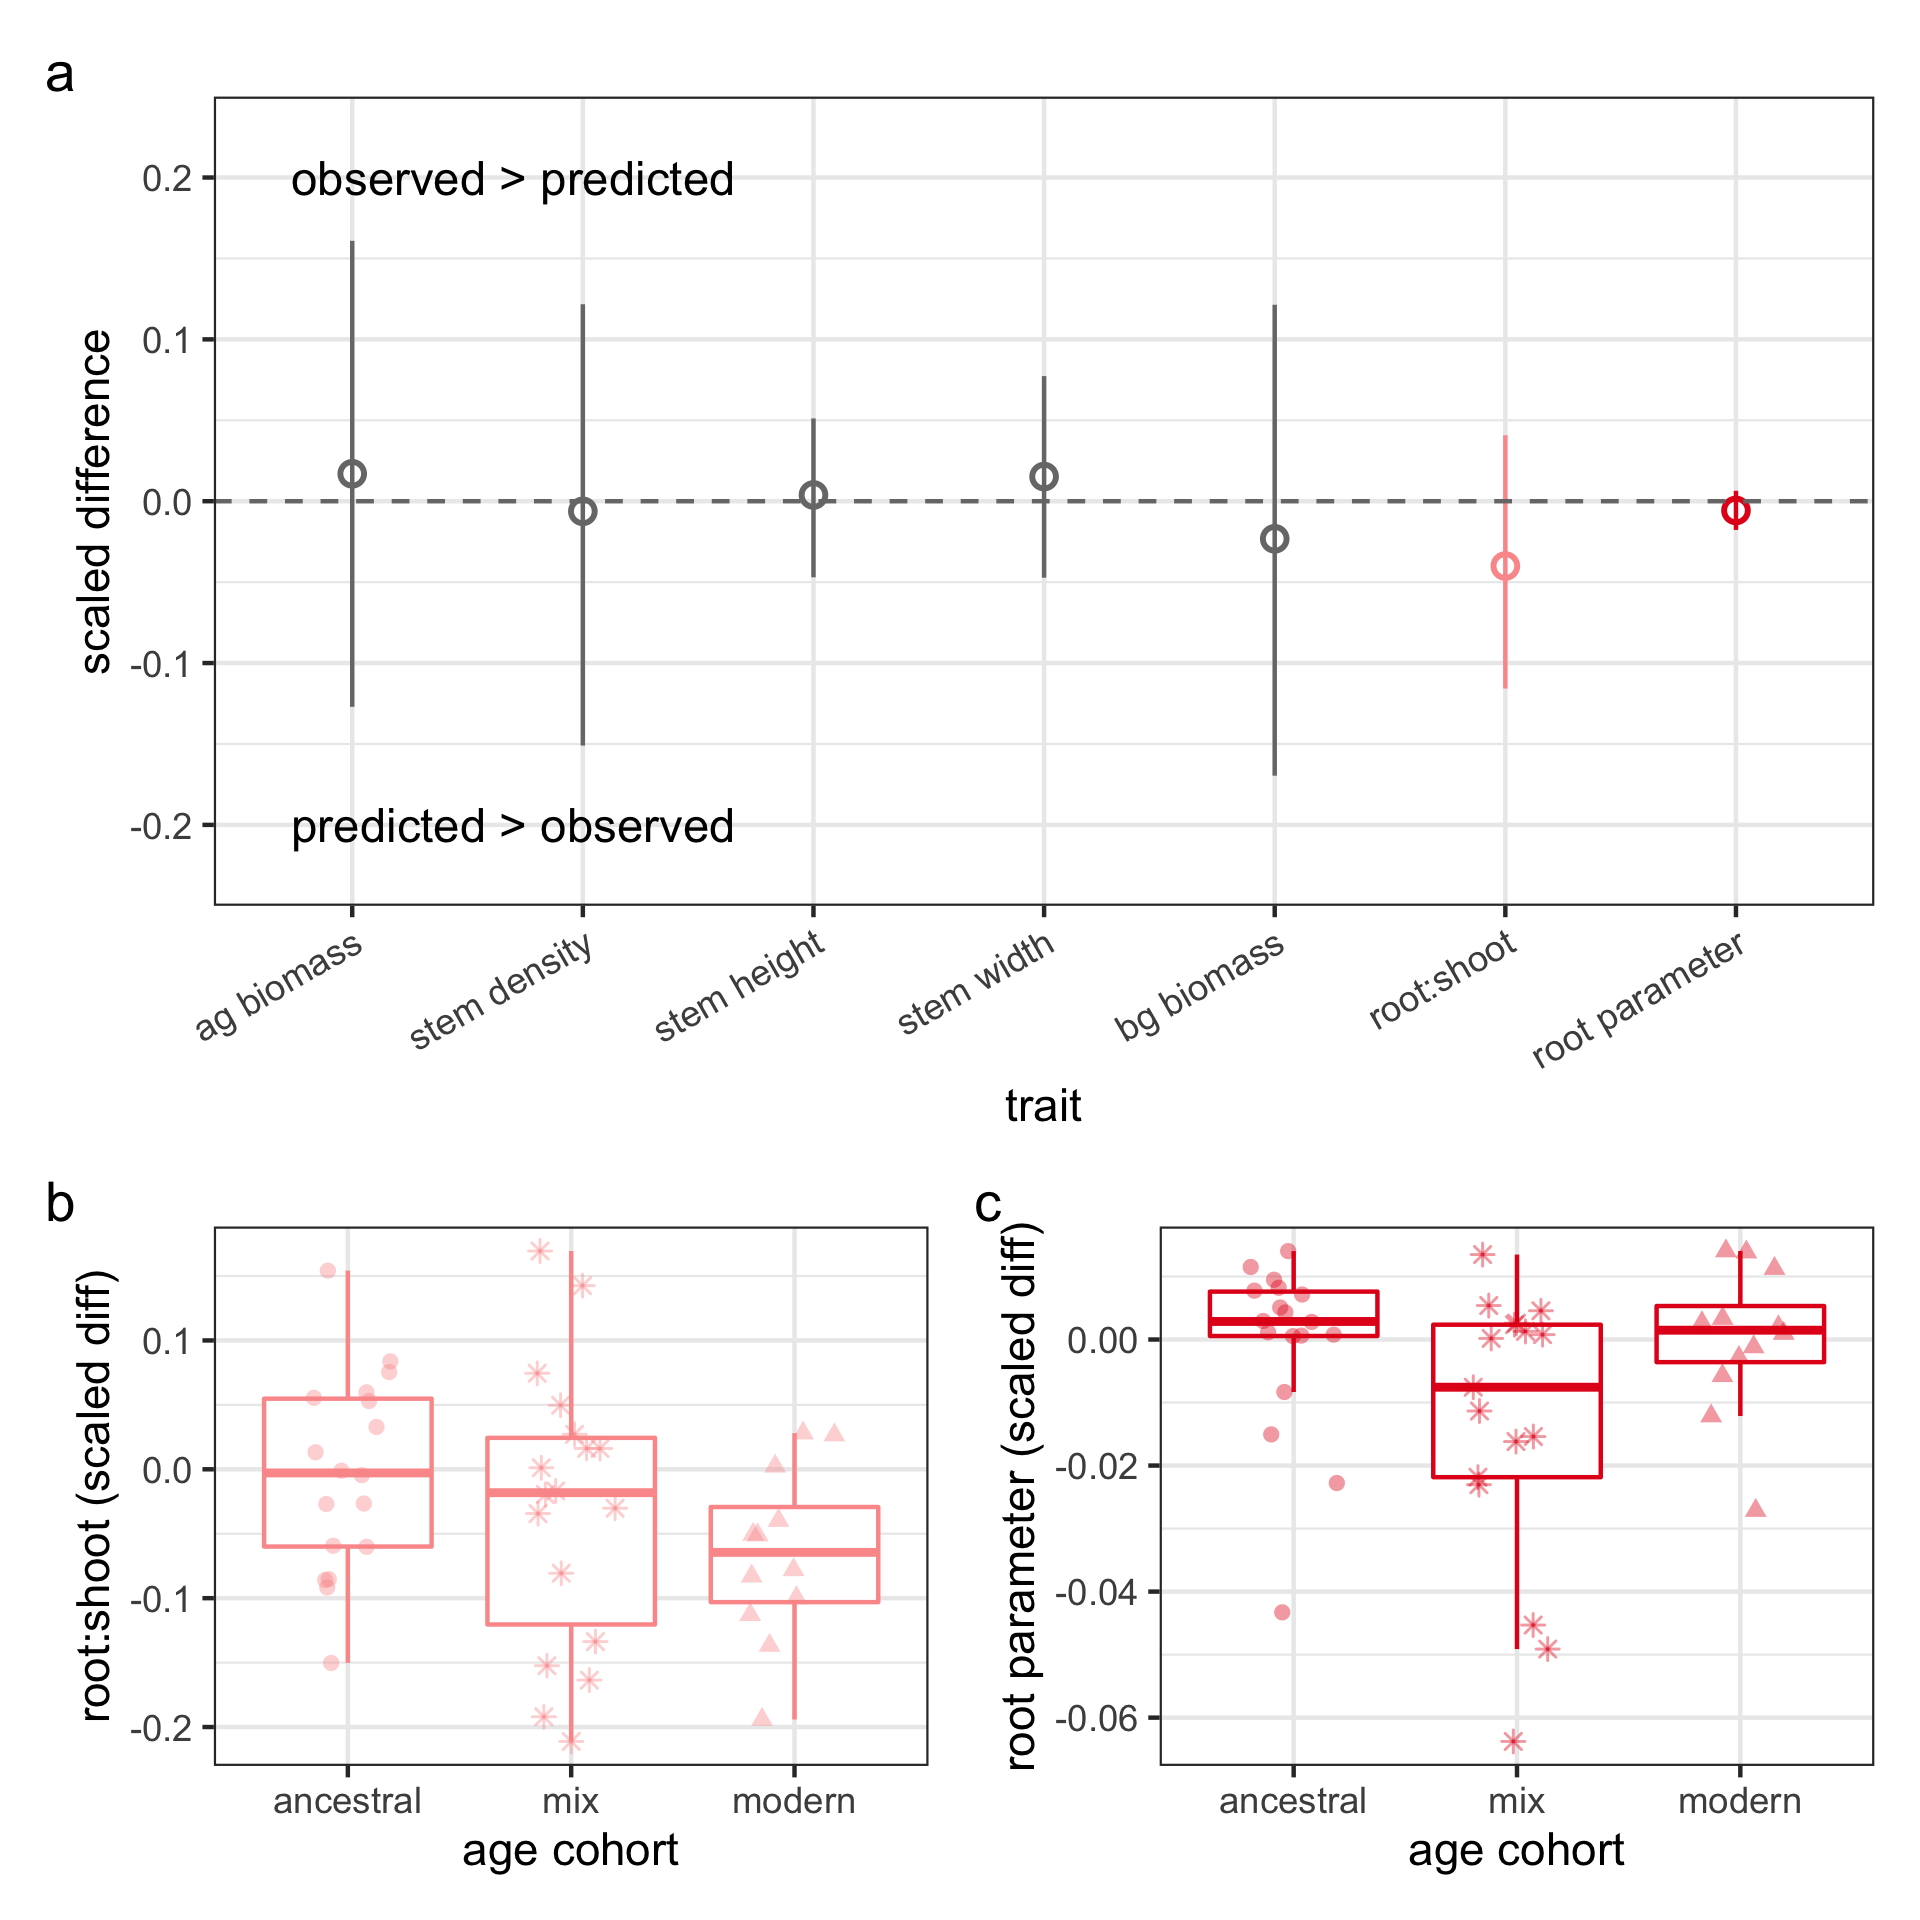 a
scaled difference
0.2
0.1
0.0
-0.1
-0.2
observed > predicted
predicted > observed
ag biomass
stem density
stem height
stem width
bg biomass
root:shoot
root parameter
trait
b
root:shoot (scaled diff)
0.1
0.0
-0.1
-0.2
ancestral
mix
modern
age cohort
c
root parameter (scaled diff)
0.00
-0.02
-0.04
-0.06
ancestral
mix
modern
age cohort